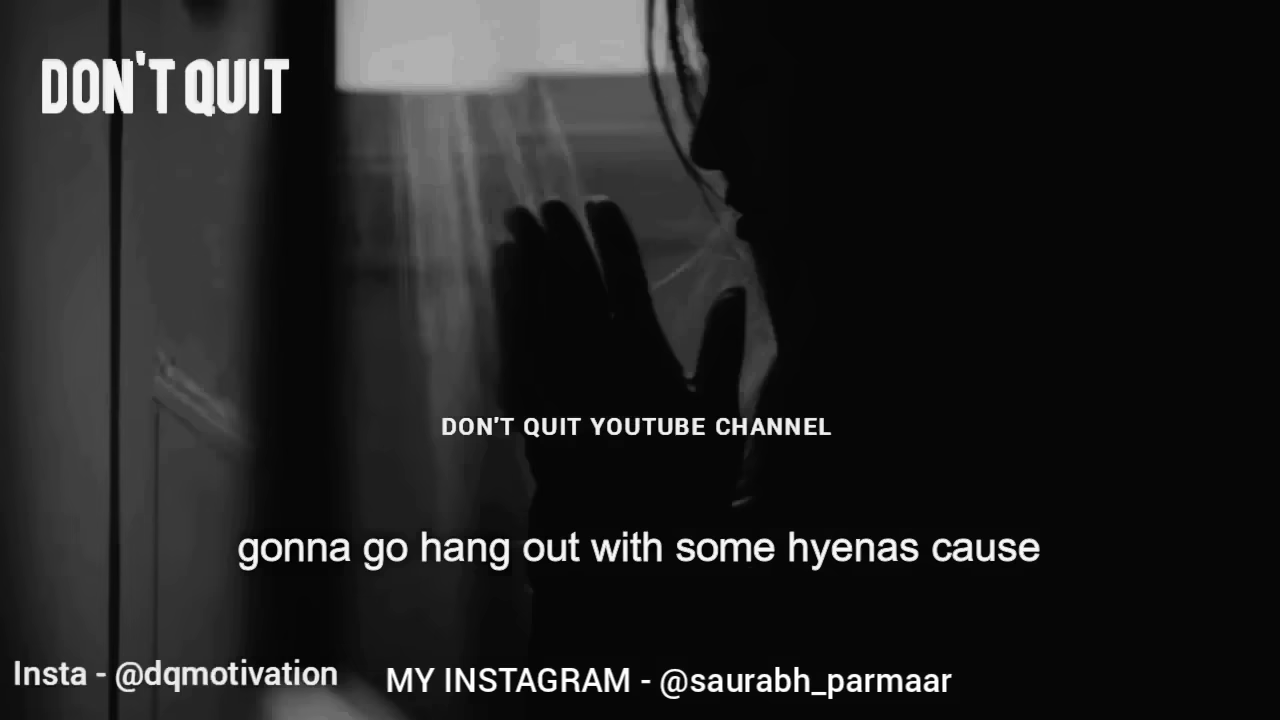 DON'T QUIT
DON'T QUIT YOUTUBE CHANNEL
gonna go hang out with some hyenas cause
Insta - @dqmotivation
MY INSTAGRAM - @saurabh_parmaar